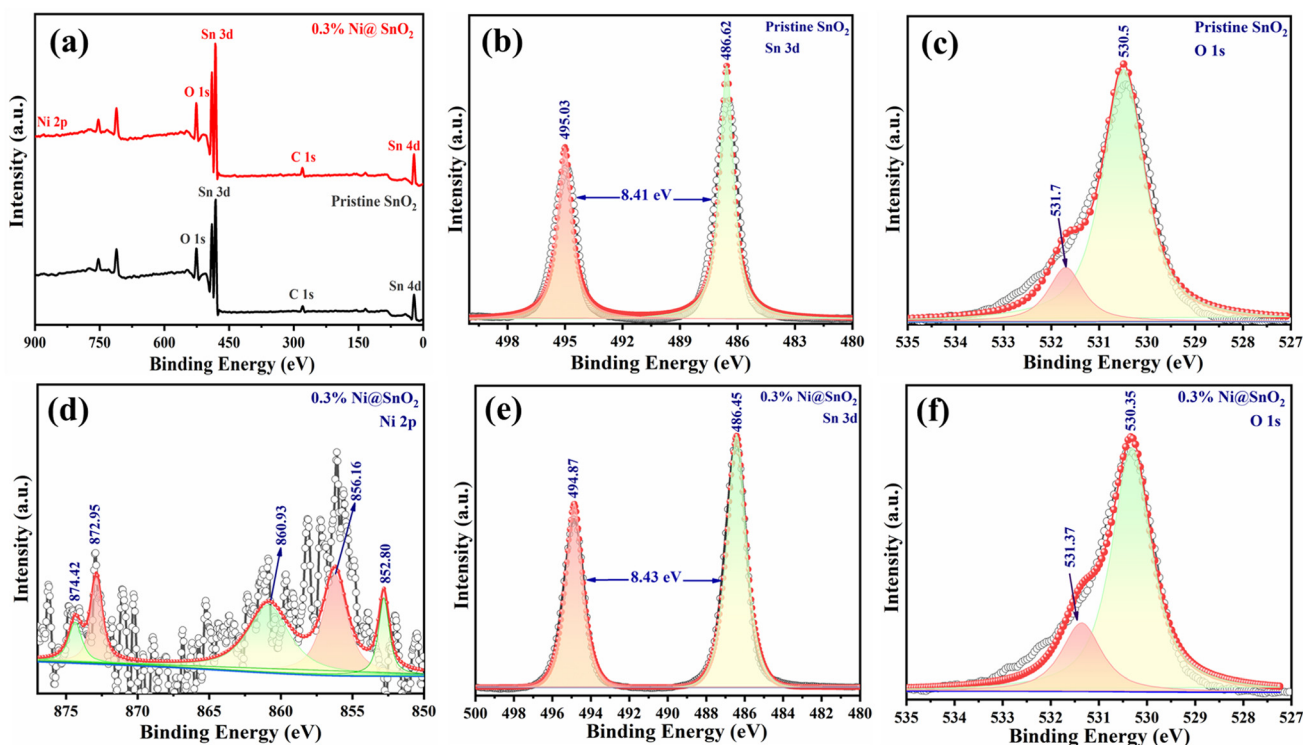 (a)
0.3% Ni@ SnO2
Sn 3d
O 1s
Ni 2p
C 1s
Sn 4d
Sn 3d
Pristine SnO2
O 1s
C 1s
Sn 4d
Intensity (a.u.)
900 750 600 450 300 150 0
Binding Energy (eV)
(b)
Pristine SnO2
Sn 3d
486.62
495.03
8.41 eV
Intensity (a.u.)
498 495 492 489 486 483 480
Binding Energy (eV)
(c)
Pristine SnO2
O 1s
530.5
531.7
Intensity (a.u.)
535 534 533 532 531 530 529 528 527
Binding Energy (eV)
(d)
0.3% Ni@SnO2
Ni 2p
874.42
872.95
860.93
856.16
852.80
Intensity (a.u.)
875 870 865 860 855 850
Binding Energy (eV)
(e)
0.3% Ni@SnO2
Sn 3d
486.45
494.87
8.43 eV
Intensity (a.u.)
500 498 496 494 492 490 488 486 484 482 480
Binding Energy (eV)
(f)
0.3% Ni@SnO2
O 1s
530.35
531.37
Intensity (a.u.)
535 534 533 532 531 530 529 528 527
Binding Energy (eV)